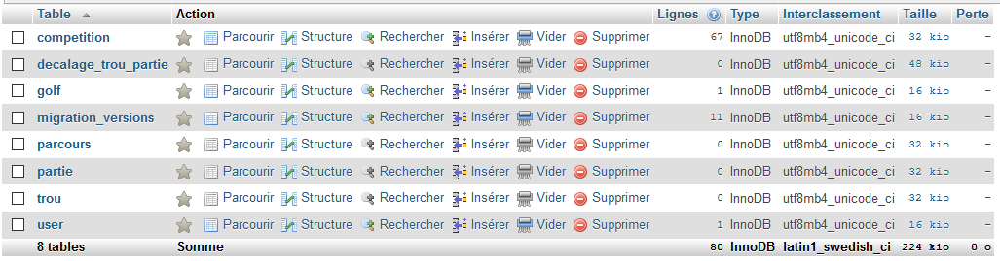 Table Action Lignes Type Interclassement Taille Perte
competition Parcourir Structure Rechercher Insérer Vider Supprimer 67 InnoDB utf8mb4_unicode_ci 32 kio -
decalage_trou_partie Parcourir Structure Rechercher Insérer Vider Supprimer 0 InnoDB utf8mb4_unicode_ci 48 kio -
golf Parcourir Structure Rechercher Insérer Vider Supprimer 1 InnoDB utf8mb4_unicode_ci 16 kio -
migration_versions Parcourir Structure Rechercher Insérer Vider Supprimer 11 InnoDB utf8mb4_unicode_ci 16 kio -
parcours Parcourir Structure Rechercher Insérer Vider Supprimer 0 InnoDB utf8mb4_unicode_ci 32 kio -
partie Parcourir Structure Rechercher Insérer Vider Supprimer 0 InnoDB utf8mb4_unicode_ci 32 kio -
trou Parcourir Structure Rechercher Insérer Vider Supprimer 0 InnoDB utf8mb4_unicode_ci 32 kio -
user Parcourir Structure Rechercher Insérer Vider Supprimer 1 InnoDB utf8mb4_unicode_ci 16 kio -
8 tables Somme 80 InnoDB latin1_swedish_ci 224 kio 0 o